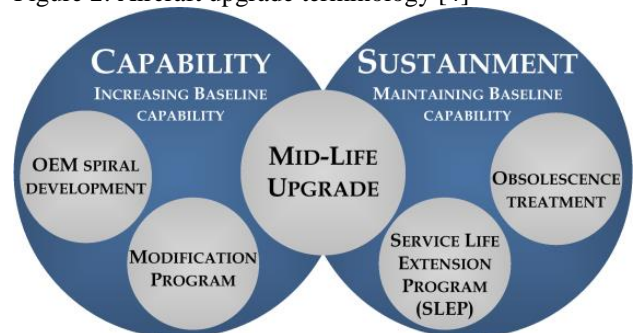 Figure 2: Aircraft upgrade terminology [4]
CAPABILITY
INCREASING BASELINE
CAPABILITY
OEM SPIRAL
DEVELOPMENT
MODIFICATION
PROGRAM
MID-LIFE
UPGRADE
SUSTAINMENT
MAINTAINING BASELINE
CAPABILITY
OBSOLESCENCE
TREATMENT
SERVICE LIFE
EXTENSION
PROGRAM
(SLEP)